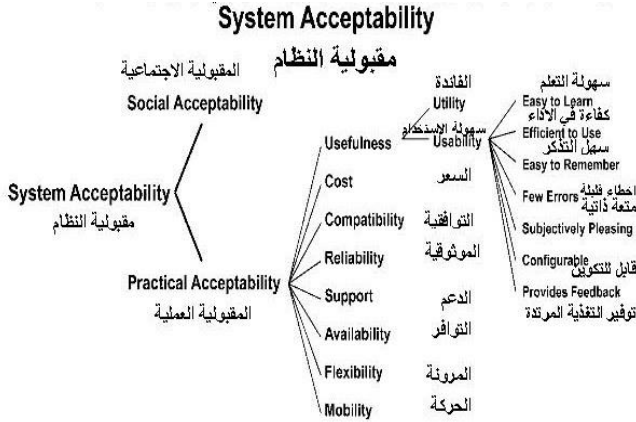 System Acceptability
مقبولية النظام
المقبولية الاجتماعية
Social Acceptability
System Acceptability
مقبولية النظام
Practical Acceptability
المقبولية العملية
Usefulness
Cost
السعر
Compatibility
التوافقية
Reliability
الموثوقية
Support
الدعم
Availability
التوافر
Flexibility
المرونة
Mobility
الحركة
الفائدة
Utility
سهولة الإستخدام
Usability
سهولة التعلم
Easy to Learn
كفاءة في الاداء
Efficient to Use
سهل التذكر
Easy to Remember
Few Errors اخطاء قليلة
متعة ذاتية
Subjectively Pleasing
Configurable
قابل للتكوين
Provides Feedback
توفير التغذية المرتدة